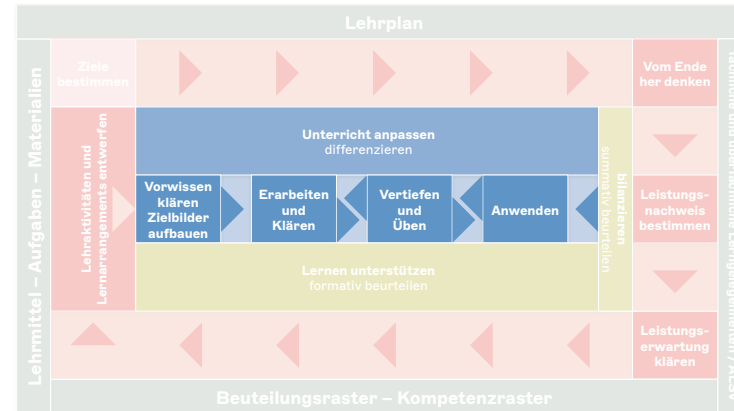 Lehrplan
Lehrmittel – Aufgaben – Materialien
Ziele
bestimmen
Vom Ende
her denken
Lehraktivitäten und
Lernarrangements entwerfen
Unterricht anpassen
differenzieren
bilanzieren
summativ beurteilen
Vorwissen
klären
Zielbilder
aufbauen
Erarbeiten
und
Klären
Vertiefen
und
Üben
Anwenden
Leistungs-
nachweis
bestimmen
Lernen unterstützen
formativ beurteilen
Leistungs-
erwartung
klären
Beuteilungsraster – Kompetenzraster